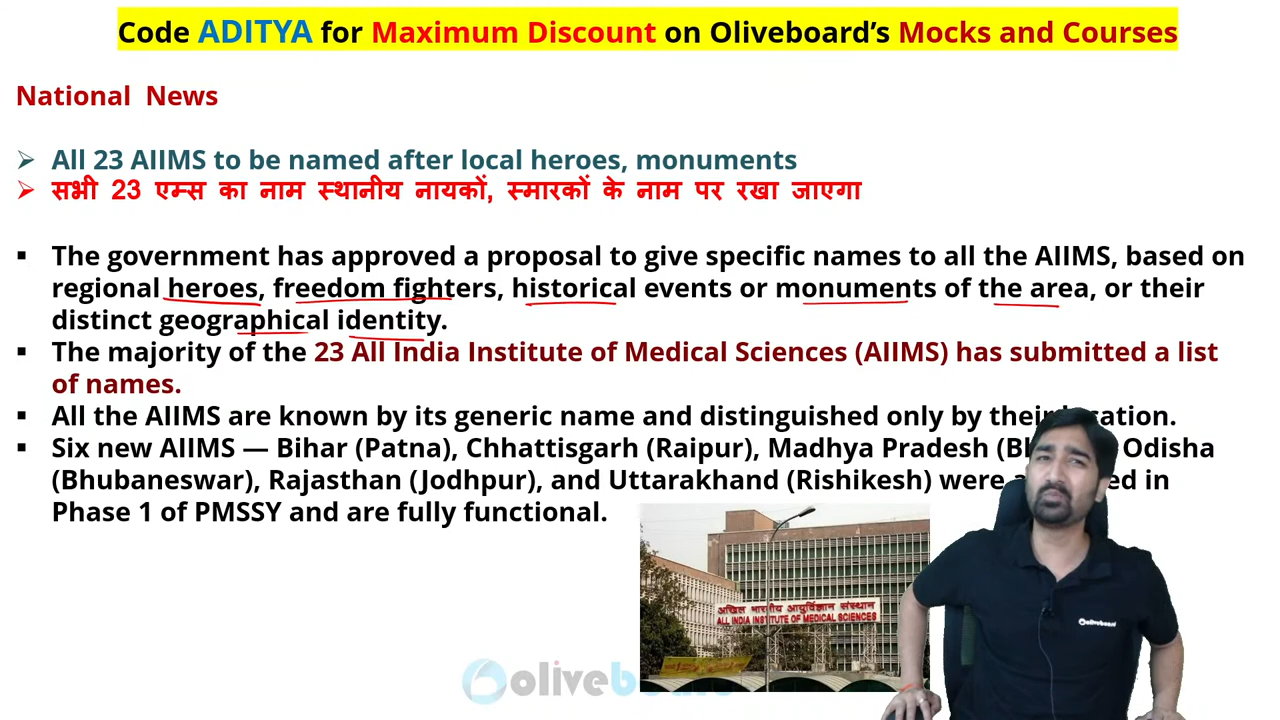 Code ADITYA for Maximum Discount on Oliveboard's Mocks and Courses
National News
All 23 AIIMS to be named after local heroes, monuments
सभी 23 एम्स का नाम स्थानीय नायकों, स्मारकों के नाम पर रखा जाएगा
The government has approved a proposal to give specific names to all the AIIMS, based on
regional heroes, freedom fighters, historical events or monuments of the area, or their
distinct geographical identity.
The majority of the 23 All India Institute of Medical Sciences (AIIMS) has submitted a list
of names.
All the AIIMS are known by its generic name and distinguished only by their
Six new AIIMS — Bihar (Patna), Chhattisgarh (Raipur), Madhya Pradesh Odisha
(Bhubaneswar), Rajasthan (Jodhpur), and Uttarakhand (Rishikesh) were in
Phase 1 of PMSSY and are fully functional.
अखिल भारतीय आयुर्विज्ञान संस्थान
ALL INDIA INSTITUTE OF MEDICAL SCIENCES
oliveboard